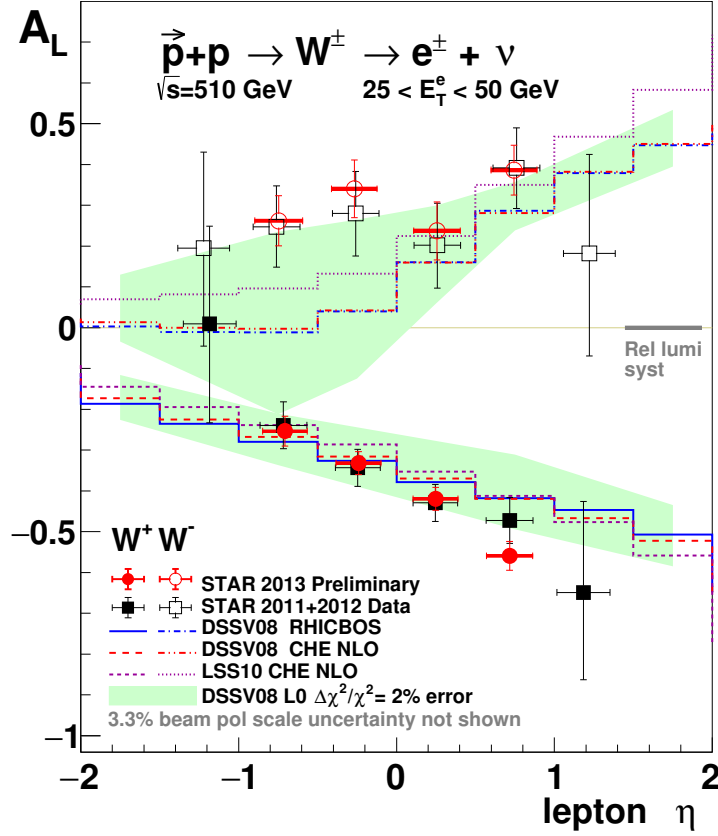 A_L
p+p → W± → e± + ν
√s=510 GeV 25 < E_T^e < 50 GeV
0.5
0
Rel lumi
syst
−0.5
W⁺ W⁻
STAR 2013 Preliminary
STAR 2011+2012 Data
DSSV08 RHICBOS
DSSV08 CHE NLO
LSS10 CHE NLO
DSSV08 L0 Δχ²/χ²= 2% error
3.3% beam pol scale uncertainty not shown
−1
−2 −1 0 1 2
lepton η